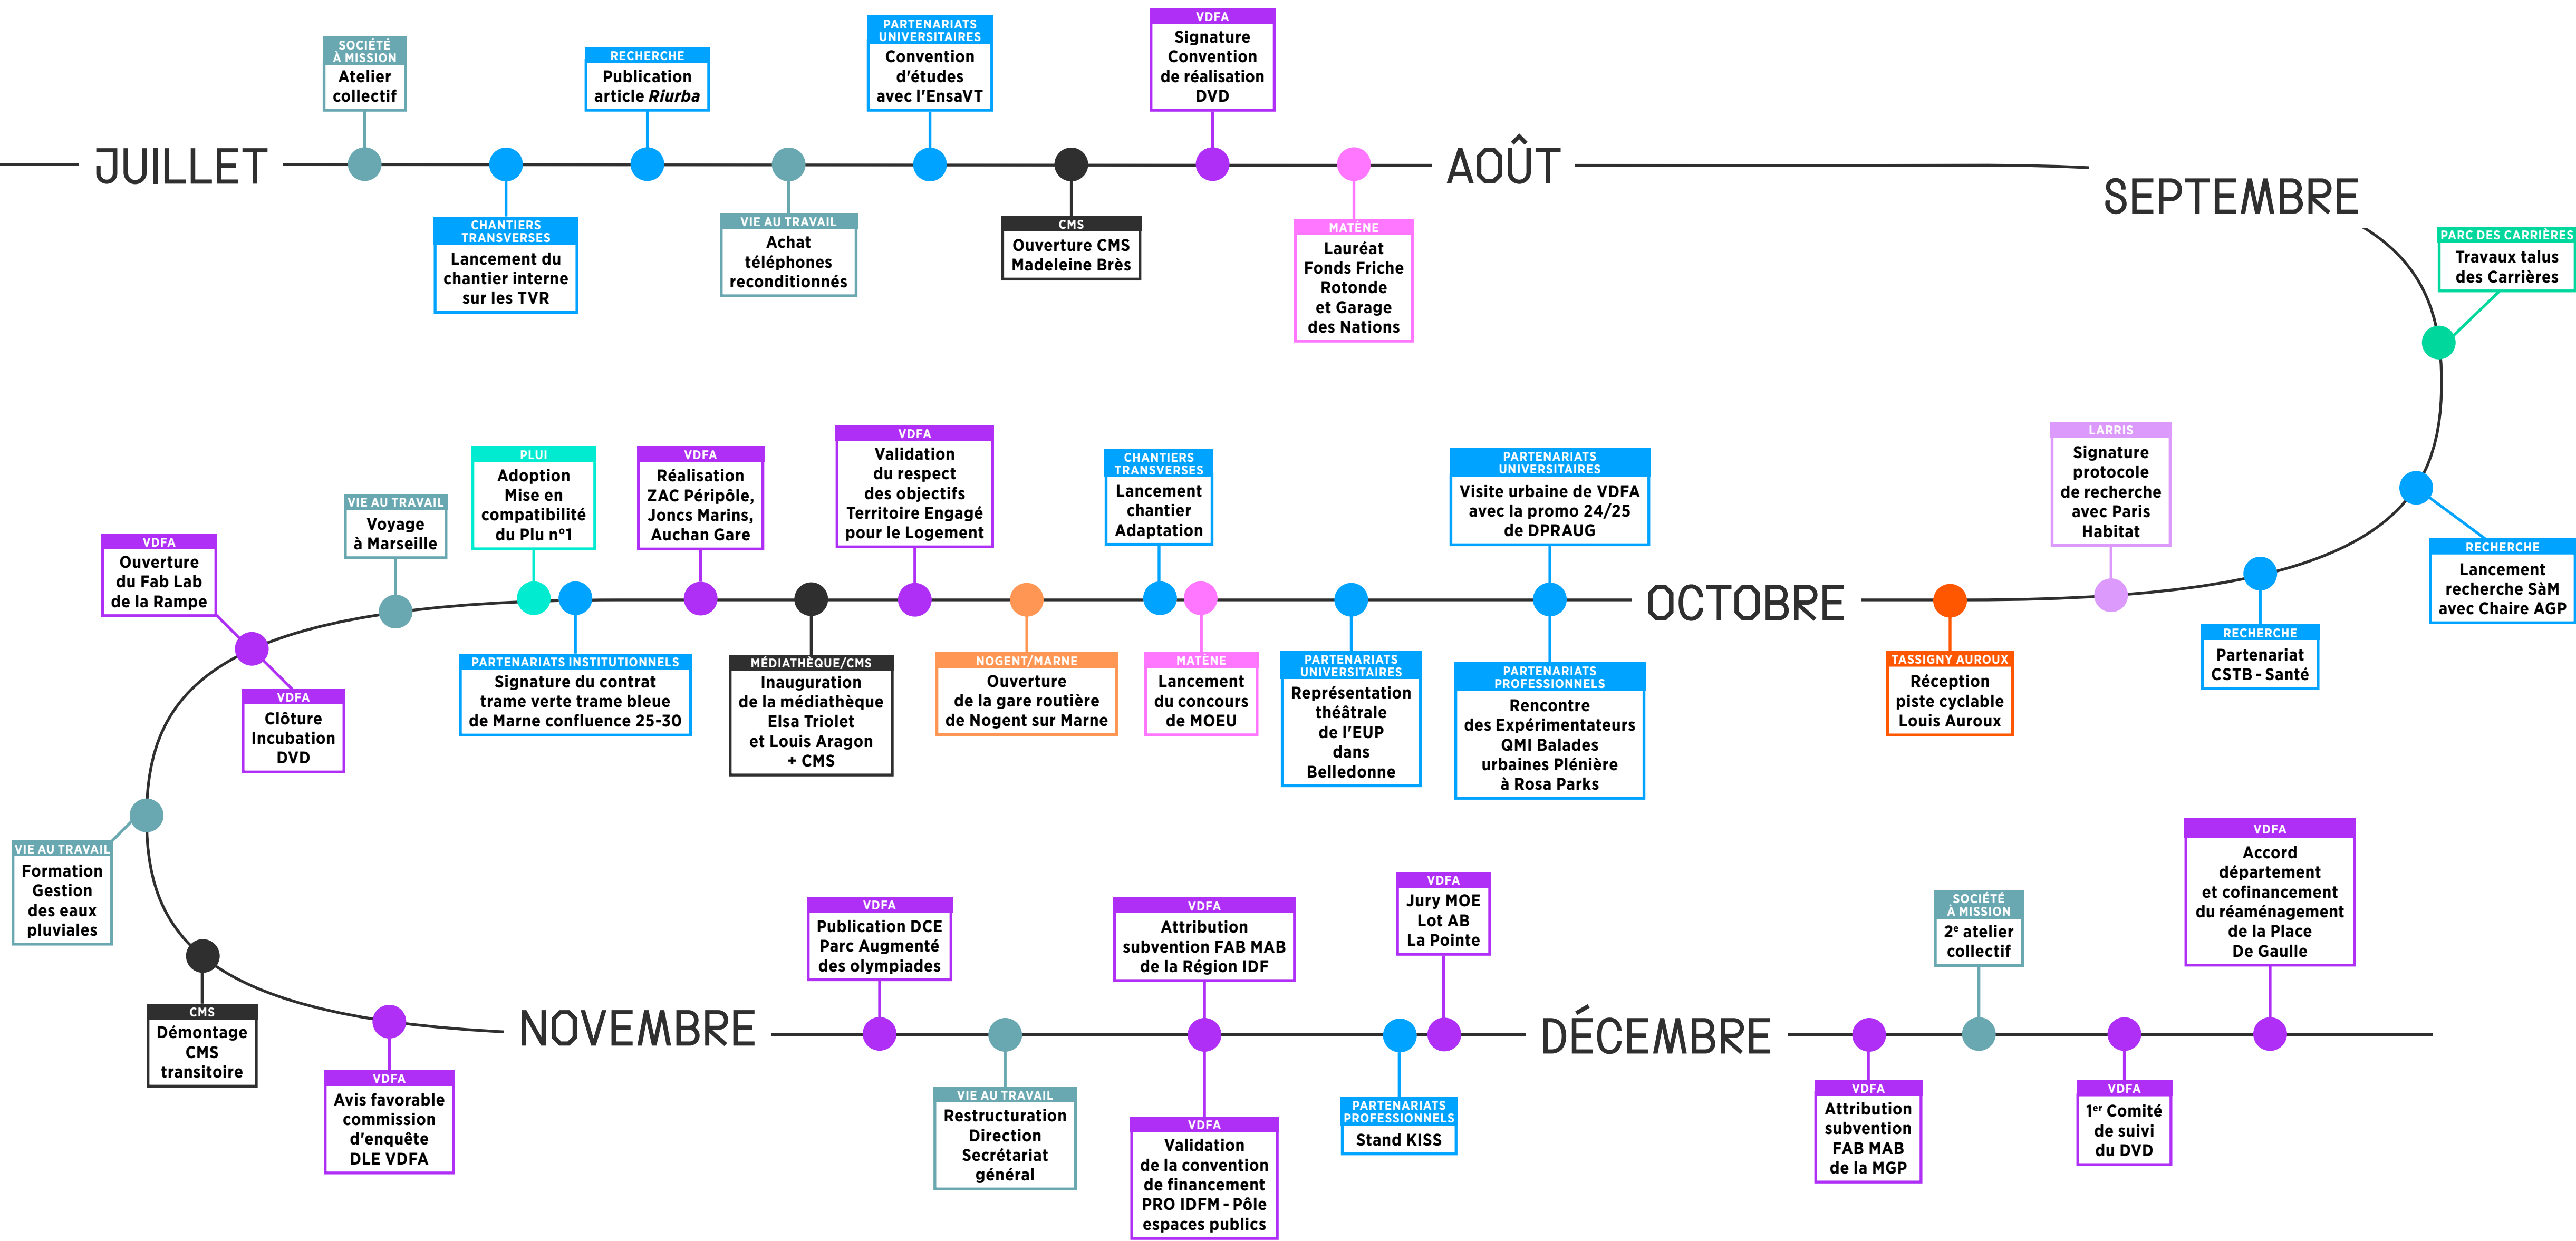 JUILLET
SOCIÉTÉ
À MISSION
Atelier
collectif
CHANTIERS
TRANSVERSES
Lancement du
chantier interne
sur les TVR
RECHERCHE
Publication
article Riurba
VIE AU TRAVAIL
Achat
téléphones
reconditionnés
PARTENARIATS
UNIVERSITAIRES
Convention
d'études
avec l'EnsaVT
CMS
Ouverture CMS
Madeleine Brès
VDFA
Signature
Convention
de réalisation
DVD
MATÈNE
Lauréat
Fonds Friche
Rotonde
et Garage
des Nations
AOÛT
SEPTEMBRE
PARC DES CARRIÈRES
Travaux talus
des Carrières
RECHERCHE
Lancement
recherche SàM
avec Chaire AGP
RECHERCHE
Partenariat
CSTB - Santé
LARRIS
Signature
protocole
de recherche
avec Paris
Habitat
TASSIGNY AUROUX
Réception
piste cyclable
Louis Auroux
OCTOBRE
PARTENARIATS
UNIVERSITAIRES
Visite urbaine de VDFA
avec la promo 24/25
de DPRAUG
PARTENARIATS
PROFESSIONNELS
Rencontre
des Expérimentateurs
QMI Balades
urbaines Plénière
à Rosa Parks
PARTENARIATS
UNIVERSITAIRES
Représentation
théâtrale
de l'EUP
dans
Belledonne
MATÈNE
Lancement
du concours
de MOEU
CHANTIERS
TRANSVERSES
Lancement
chantier
Adaptation
NOGENT/MARNE
Ouverture
de la gare routière
de Nogent sur Marne
VDFA
Validation
du respect
des objectifs
Territoire Engagé
pour le Logement
MÉDIATHÈQUE/CMS
Inauguration
de la médiathèque
Elsa Triolet
et Louis Aragon
+ CMS
VDFA
Réalisation
ZAC Péripôle,
Joncs Marins,
Auchan Gare
PARTENARIATS INSTITUTIONNELS
Signature du contrat
trame verte trame bleue
de Marne confluence 25-30
PLUI
Adoption
Mise en
compatibilité
du Plu n°1
VIE AU TRAVAIL
Voyage
à Marseille
VDFA
Ouverture
du Fab Lab
de la Rampe
VDFA
Clôture
Incubation
DVD
VIE AU TRAVAIL
Formation
Gestion
des eaux
pluviales
CMS
Démontage
CMS
transitoire
VDFA
Avis favorable
commission
d'enquête
DLE VDFA
NOVEMBRE
VDFA
Publication DCE
Parc Augmenté
des olympiades
VIE AU TRAVAIL
Restructuration
Direction
Secrétariat
général
VDFA
Attribution
subvention FAB MAB
de la Région IDF
VDFA
Validation
de la convention
de financement
PRO IDFM - Pôle
espaces publics
PARTENARIATS
PROFESSIONNELS
Stand KISS
VDFA
Jury MOE
Lot AB
La Pointe
DÉCEMBRE
VDFA
Attribution
subvention
FAB MAB
de la MGP
SOCIÉTÉ
À MISSION
2e atelier
collectif
VDFA
1er Comité
de suivi
du DVD
VDFA
Accord
département
et cofinancement
du réaménagement
de la Place
De Gaulle